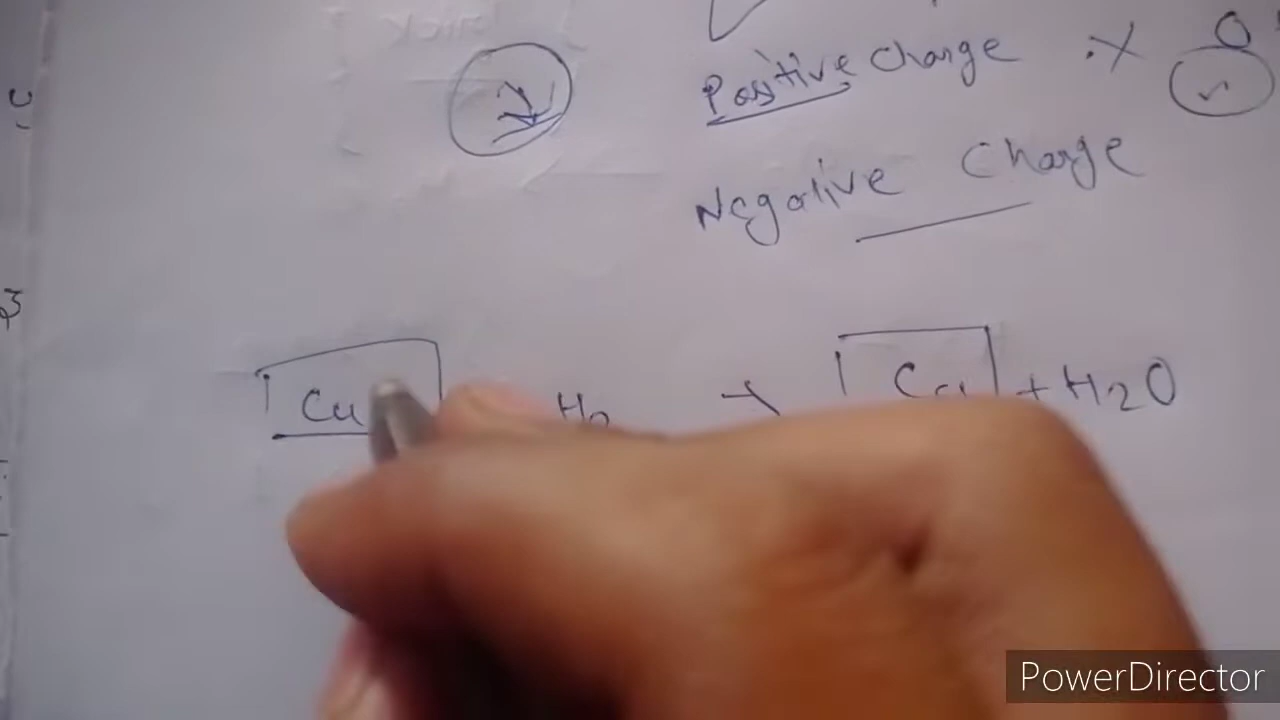 Positive Charge .X O
Negative Charge
Cu H2 Cu + H2O
PowerDirector